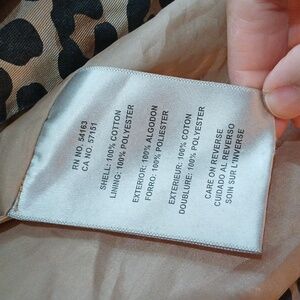 RN NO. 54163
CA NO. 57151
SHELL: 100% COTTON
LINING: 100% POLYESTER
EXTERIOR: 100% ALGODON
FORRO: 100% POLIESTER
EXTERIEUR: 100% COTON
DOUBLURE: 100% POLYESTER
CARE ON REVERSE
CUIDADO AL REVERSO
SOIN SUR L'INVERSE